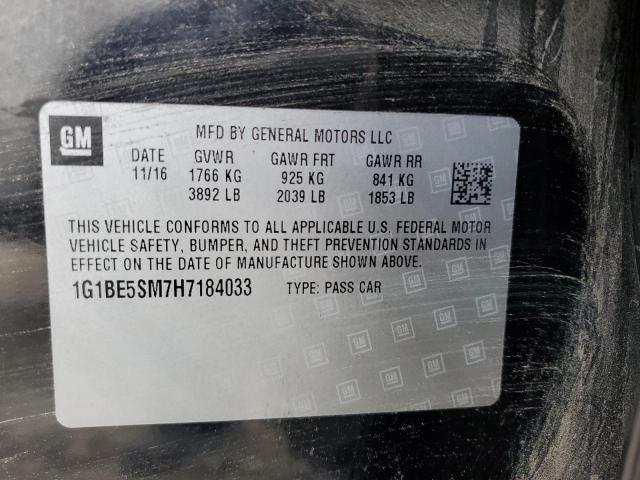 GM
MFD BY GENERAL MOTORS LLC
DATE GVWR GAWR FRT GAWR RR
11/16 1766 KG 925 KG 841 KG
3892 LB 2039 LB 1853 LB
THIS VEHICLE CONFORMS TO ALL APPLICABLE U.S. FEDERAL MOTOR
VEHICLE SAFETY, BUMPER, AND THEFT PREVENTION STANDARDS IN
EFFECT ON THE DATE OF MANUFACTURE SHOWN ABOVE.
1G1BE5SM7H7184033 TYPE: PASS CAR